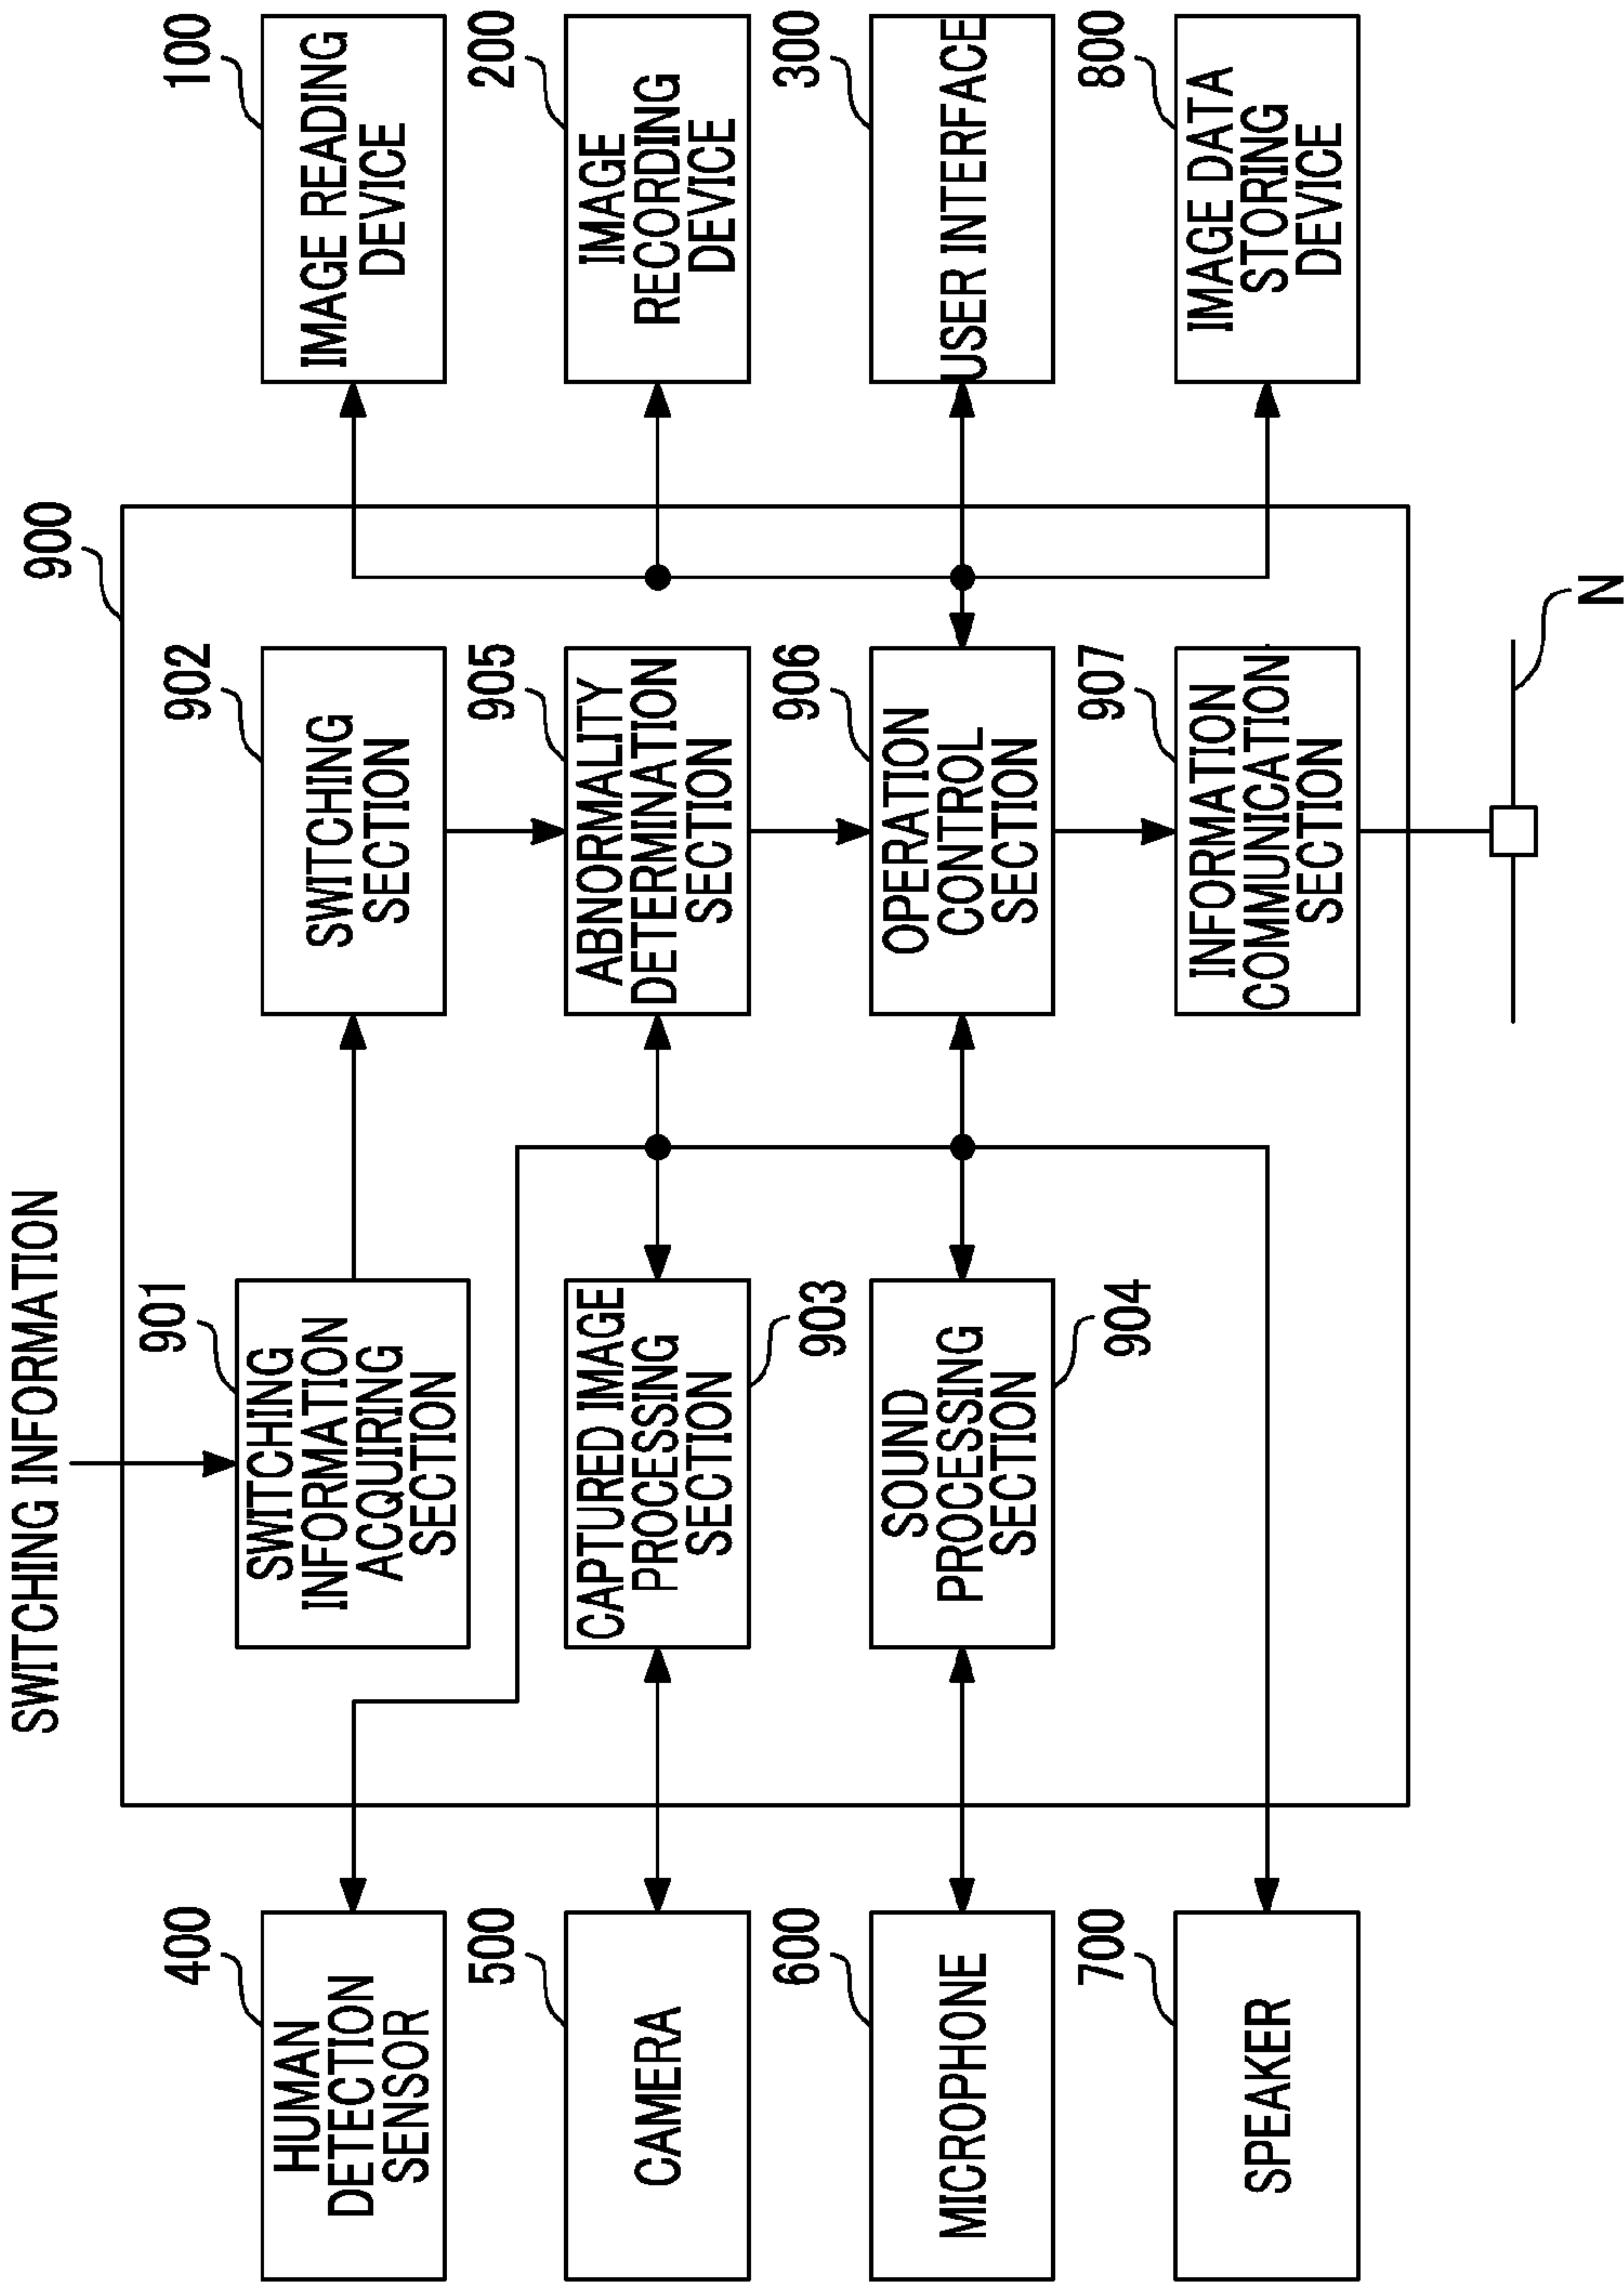 SWITCHING INFORMATION
900
400
HUMAN
DETECTION
SENSOR
901
SWITCHING
INFORMATION
ACQUIRING
SECTION
902
SWITCHING
SECTION
100
IMAGE READING
DEVICE
500
CAMERA
CAPTURED IMAGE
PROCESSING
SECTION
903
905
ABNORMALITY
DETERMINATION
SECTION
200
IMAGE
RECORDING
DEVICE
600
MICROPHONE
SOUND
PROCESSING
SECTION
904
906
OPERATION
CONTROL
SECTION
300
USER INTERFACE
700
SPEAKER
907
INFORMATION
COMMUNICATION
SECTION
800
IMAGE DATA
STORING
DEVICE
N